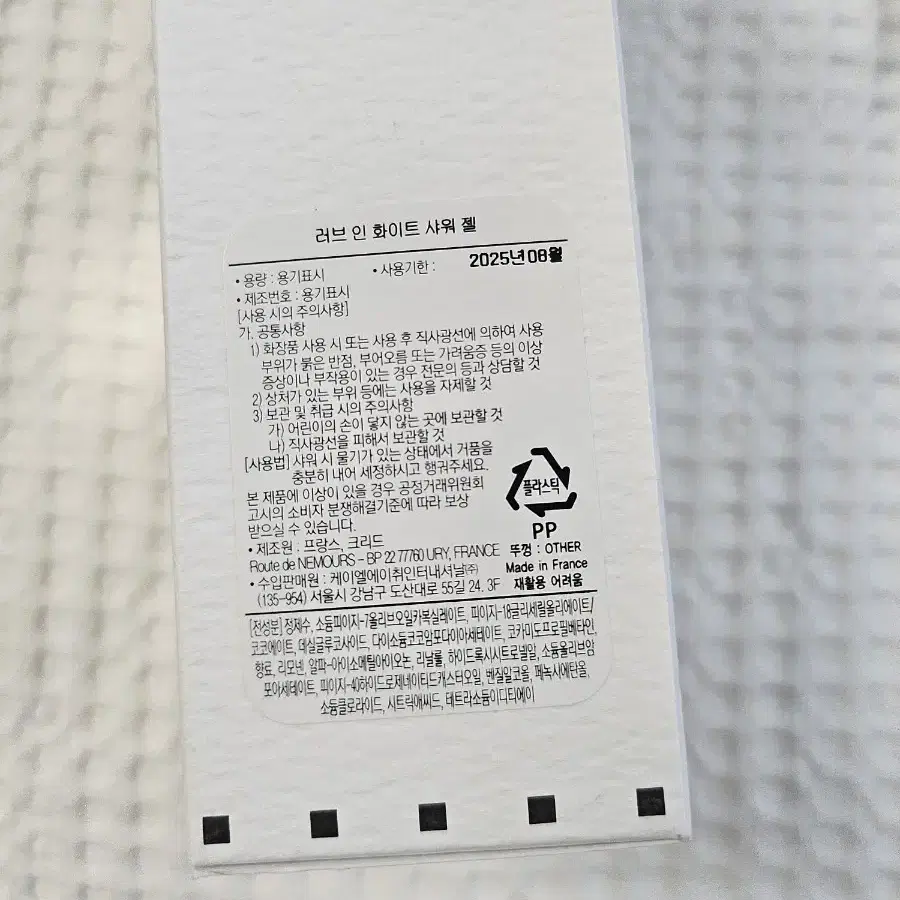 러브 인 화이트 샤워 젤
• 용량 : 용기표시 • 사용기한 : 2025년 08월
• 제조번호 : 용기표시
[사용 시의 주의사항]
가. 공통사항
1) 화장품 사용 시 또는 사용 후 직사광선에 의하여 사용
부위가 붉은 반점, 부어오름 또는 가려움증 등의 이상
증상이나 부작용이 있는 경우 전문의 등과 상담할 것
2) 상처가 있는 부위 등에는 사용을 자제할 것
3) 보관 및 취급 시의 주의사항
가) 어린이의 손이 닿지 않는 곳에 보관할 것
나) 직사광선을 피해서 보관할 것
[사용법] 샤워 시 물기가 있는 상태에서 거품을
충분히 내어 세정하시고 헹궈주세요.
본 제품에 이상이 있을 경우 공정거래위원회
고시의 소비자 분쟁해결기준에 따라 보상
받으실 수 있습니다.
• 제조원 : 프랑스, 크리드
Route de NEMOURS - BP 22 77760 URY, FRANCE
• 수입판매원 : 케이엘에이취인터내셔날㈜
(135-954) 서울시 강남구 도산대로 55길 24. 3F
플라스틱
PP
뚜껑 : OTHER
Made in France
재활용 어려움
[전성분] 정제수, 소듐피이지-7올리브오일카복실레이트, 피이지-18글리세릴올리에이트/
코코에이트, 데실글루코사이드, 다이소듐코코암포다이아세테이트, 코카미도프로필베타인,
향료, 리모넨, 알파-아이소메틸아이오논, 리날룰, 하이드록시시트로넬알, 소듐올리브암
포아세테이트, 피이지-40하이드로제네이티드캐스터오일, 벤질알코올, 페녹시에탄올,
소듐클로라이드, 시트릭애씨드, 테트라소듐이디티에이